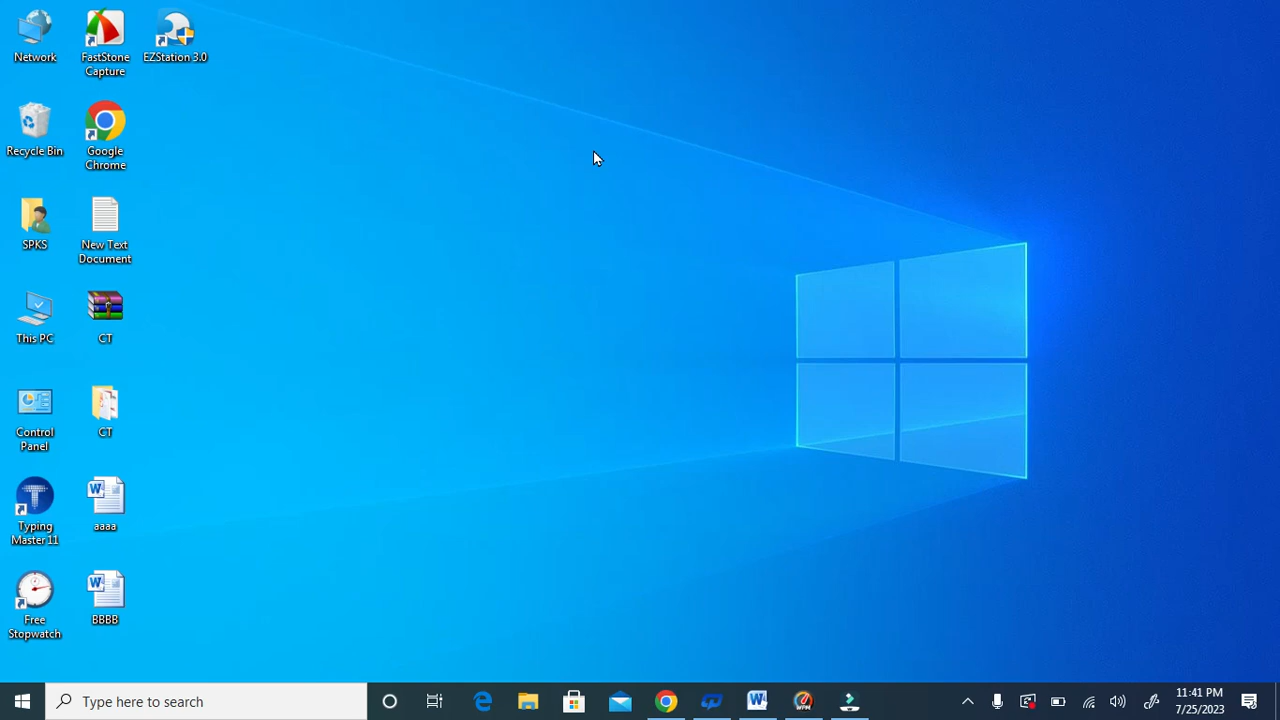 Network
FastStone
Capture
EZStation 3.0
Recycle Bin
Google
Chrome
SPKS
New Text
Document
This PC
CT
Control
Panel
CT
Typing
Master 11
aaaa
Free
Stopwatch
BBBB
Type here to search
11:41 PM
7/25/2023